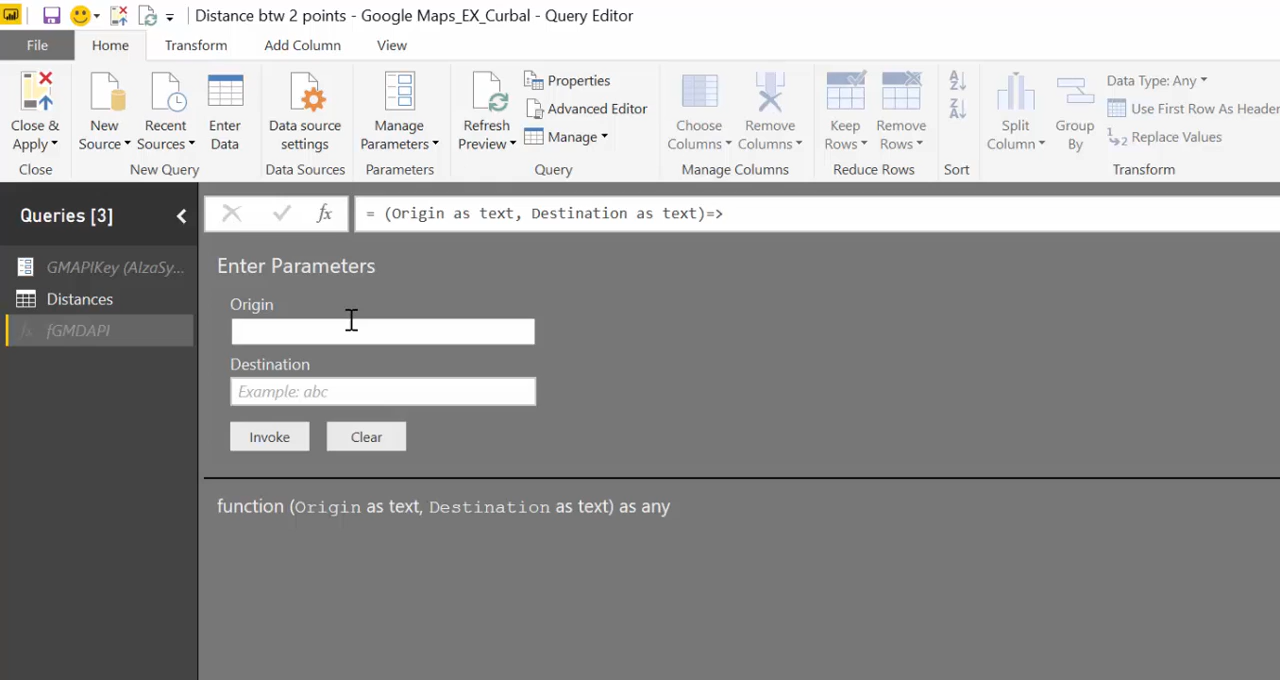 Distance btw 2 points - Google Maps_EX_Curbal - Query Editor
File Home Transform Add Column View
Close & Apply
New Source
Recent Sources
Enter Data
Data source settings
Manage Parameters
Refresh Preview
Properties
Advanced Editor
Manage
Choose Columns
Remove Columns
Keep Rows
Remove Rows
Split Column
Group By
Data Type: Any
Use First Row As Header
Replace Values
Close New Query Data Sources Parameters Query Manage Columns Reduce Rows Sort Transform
Queries [3]
fx = (Origin as text, Destination as text)=>
GMAPIKey (AIzaSy...
Distances
fx fGMDAPI
Enter Parameters
Origin
Destination
Example: abc
Invoke Clear
function (Origin as text, Destination as text) as any